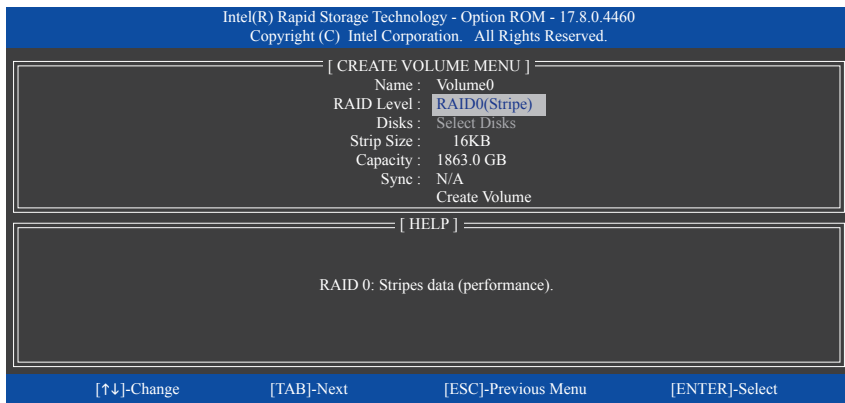 Intel(R) Rapid Storage Technology - Option ROM - 17.8.0.4460
Copyright (C) Intel Corporation. All Rights Reserved.
[ CREATE VOLUME MENU ]
Name : Volume0
RAID Level : RAID0(Stripe)
Disks : Select Disks
Strip Size : 16KB
Capacity : 1863.0 GB
Sync : N/A
Create Volume
[ HELP ]
RAID 0: Stripes data (performance).
[↑↓]-Change [TAB]-Next [ESC]-Previous Menu [ENTER]-Select